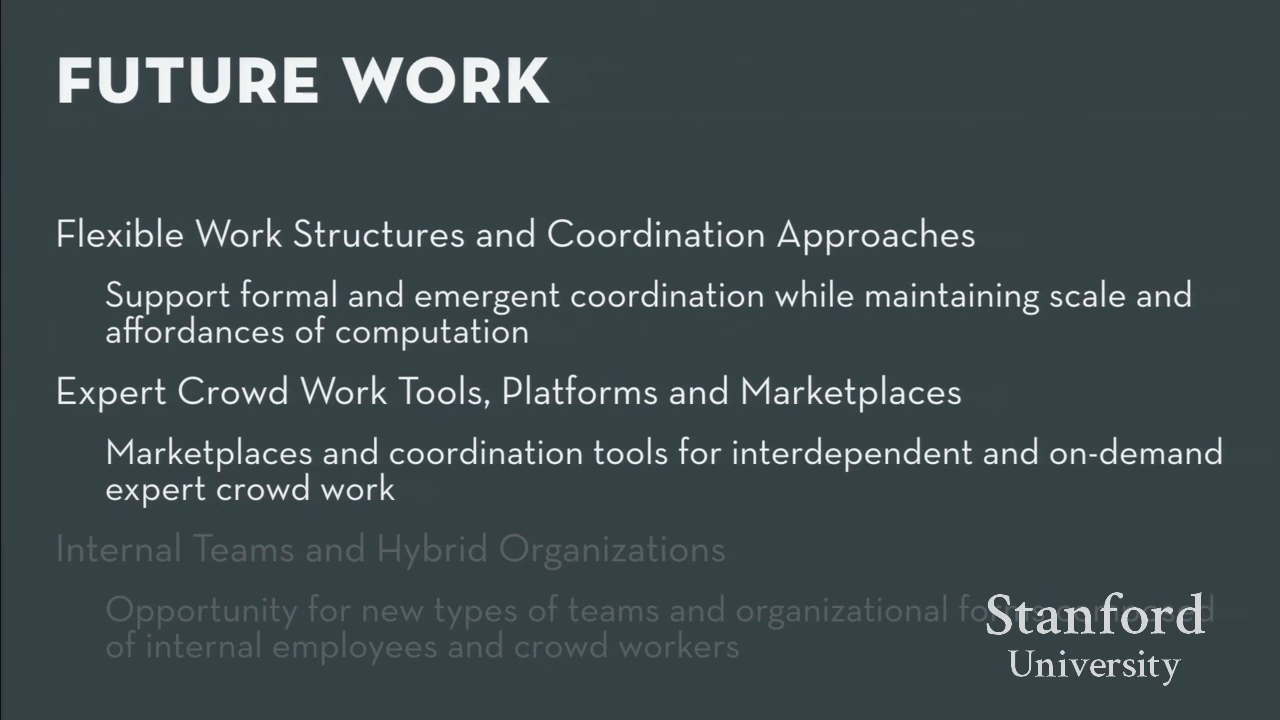 FUTURE WORK
Flexible Work Structures and Coordination Approaches
Support formal and emergent coordination while maintaining scale and
affordances of computation
Expert Crowd Work Tools, Platforms and Marketplaces
Marketplaces and coordination tools for interdependent and on-demand
expert crowd work
Internal Teams and Hybrid Organizations
Opportunity for new types of teams and organizational
of internal employees and crowd workers
Stanford
University